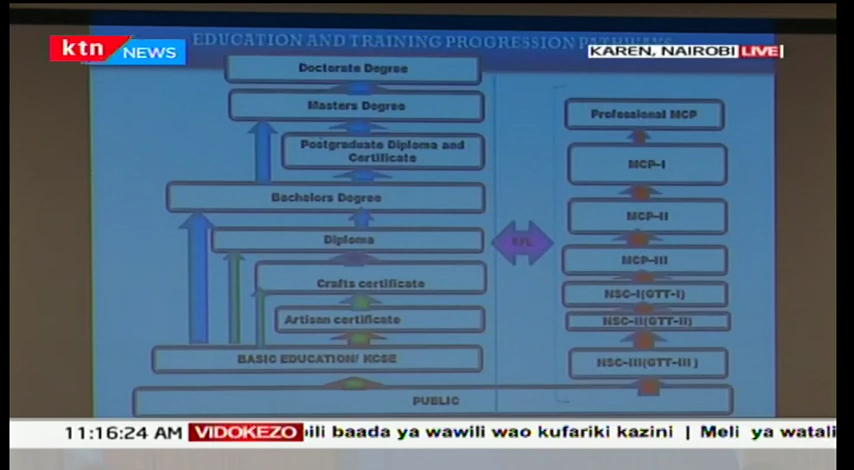 ktn NEWS
EDUCATION AND TRAINING PROGRESSION PATHWAYS
KAREN, NAIROBI LIVE
Doctorate Degree
Masters Degree
Postgraduate Diploma and
Certificate
Bachelors Degree
Diploma
Crafts certificate
Artisan certificate
BASIC EDUCATION/ KCSE
PUBLIC
RPL
Professional MCP
MCP-I
MCP-II
MCP-III
NSC-I(GTT-I)
NSC-II(GTT-II)
NSC-III(GTT-III)
11:16:24 AM VIDOKEZO ili baada ya wawili wao kufariki kazini | Meli ya watali